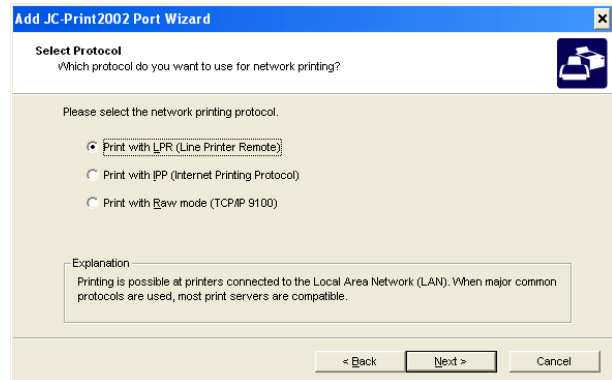 Add JC-Print2002 Port Wizard
Select Protocol
Which protocol do you want to use for network printing?
Please select the network printing protocol.
Print with LPR (Line Printer Remote)
Print with IPP (Internet Printing Protocol)
Print with Raw mode (TCP/IP 9100)
Explanation
Printing is possible at printers connected to the Local Area Network (LAN). When major common
protocols are used, most print servers are compatible.
< Back
Next >
Cancel